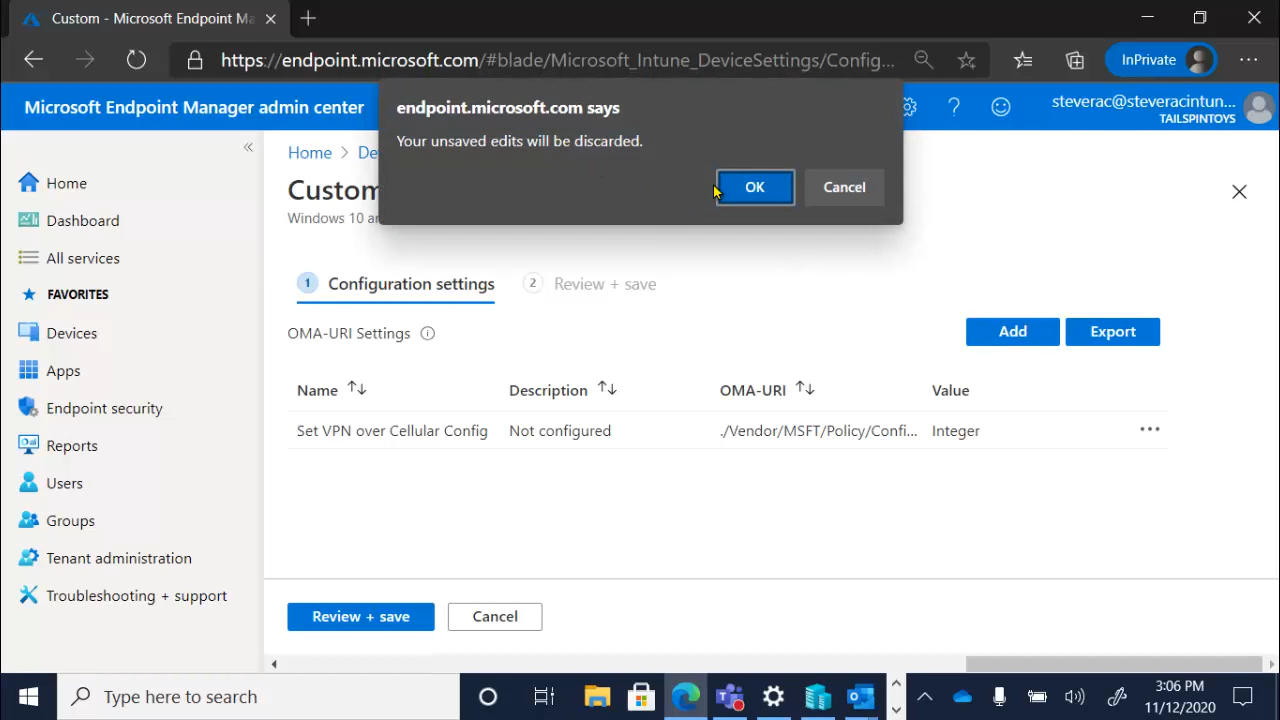 Custom - Microsoft Endpoint Ma
https://endpoint.microsoft.com/#blade/Microsoft_Intune_DeviceSettings/Config...
InPrivate
Microsoft Endpoint Manager admin center
steverac@steveracintun...
TAILSPINTOYS
endpoint.microsoft.com says
Your unsaved edits will be discarded.
OK
Cancel
Home
Dashboard
All services
FAVORITES
Devices
Apps
Endpoint security
Reports
Users
Groups
Tenant administration
Troubleshooting + support
Home > De
Custom
Windows 10 a
1 Configuration settings
2 Review + save
OMA-URI Settings
Add
Export
Name Description OMA-URI Value
Set VPN over Cellular Config Not configured ./Vendor/MSFT/Policy/Confi... Integer
Review + save
Cancel
Type here to search
3:06 PM
11/12/2020